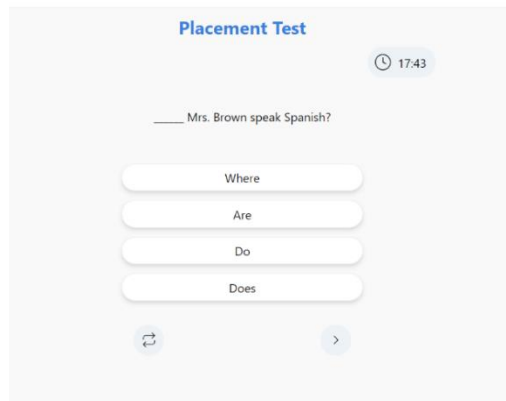 Placement Test
17:43
_____ Mrs. Brown speak Spanish?
Where
Are
Do
Does